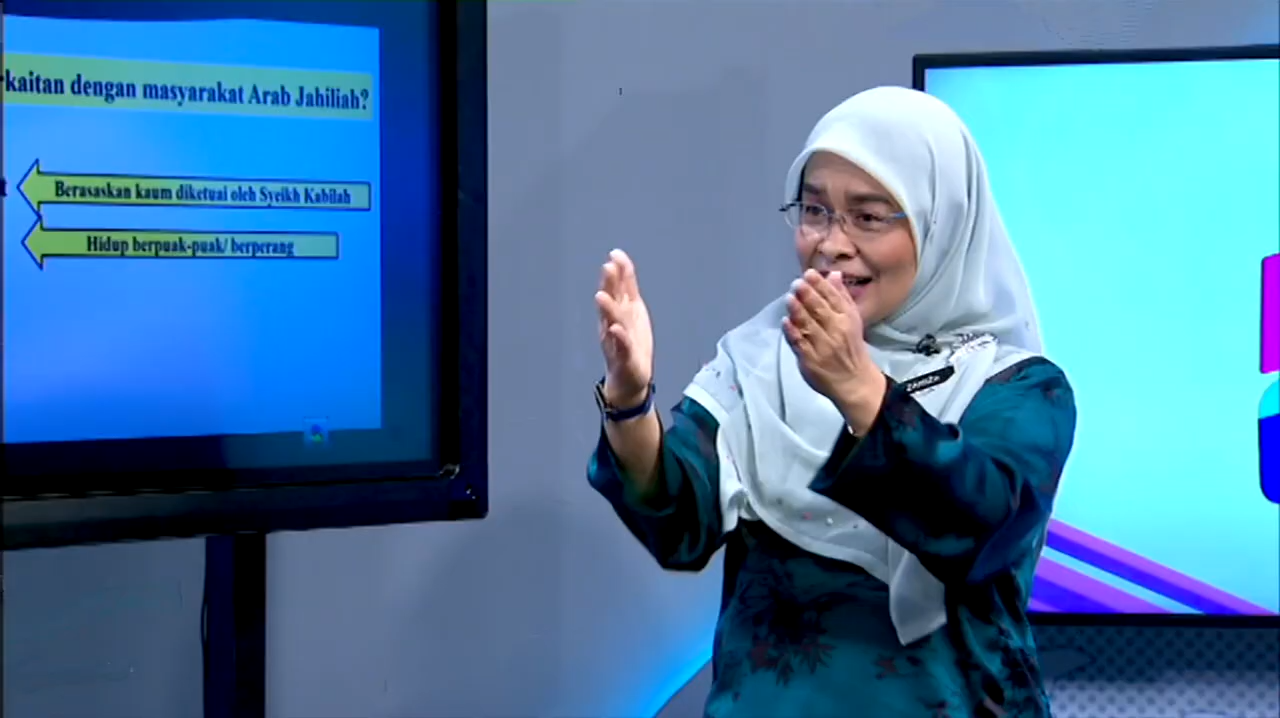 rkaitan dengan masyarakat Arab Jahiliah?
t
Berasaskan kaum diketuai oleh Syeikh Kabilah
Hidup berpuak-puak/ berperang